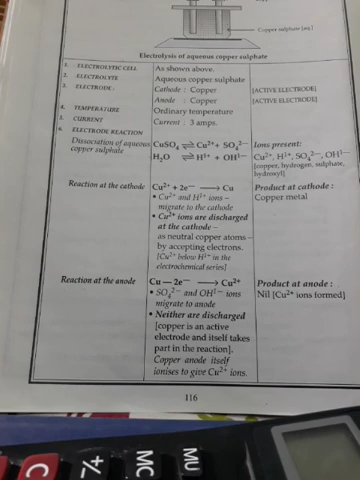 Copper sulphate [aq.]
Electrolysis of aqueous copper sulphate
1. ELECTROLYTIC CELL As shown above.
2. ELECTROLYTE Aqueous copper sulphate
3. ELECTRODE : Cathode : Copper [ACTIVE ELECTRODE]
Anode : Copper [ACTIVE ELECTRODE]
4. TEMPERATURE Ordinary temperature
5. CURRENT Current : 3 amps.
6. ELECTRODE REACTION
Dissociation of aqueous copper sulphate
CuSO₄ ⇌ Cu²⁺ + SO₄²⁻
H₂O ⇌ H¹⁺ + OH¹⁻
Ions present:
Cu²⁺, H¹⁺, SO₄²⁻, OH¹⁻
[copper, hydrogen, sulphate,
hydroxyl]
Reaction at the cathode
Cu²⁺ + 2e⁻ ⟶ Cu
• Cu²⁺ and H¹⁺ ions –
migrate to the cathode
• Cu²⁺ ions are discharged
at the cathode –
as neutral copper atoms –
by accepting electrons.
[Cu²⁺ below H¹⁺ in the
electrochemical series]
Product at cathode :
Copper metal
Reaction at the anode
Cu – 2e⁻ ⟶ Cu²⁺
• SO₄²⁻ and OH¹⁻ ions
migrate to anode
• Neither are discharged
[copper is an active
electrode and itself takes
part in the reaction].
Copper anode itself
ionises to give Cu²⁺ ions.
Product at anode :
Nil [Cu²⁺ ions formed]
116
C
+/-
MC
MU